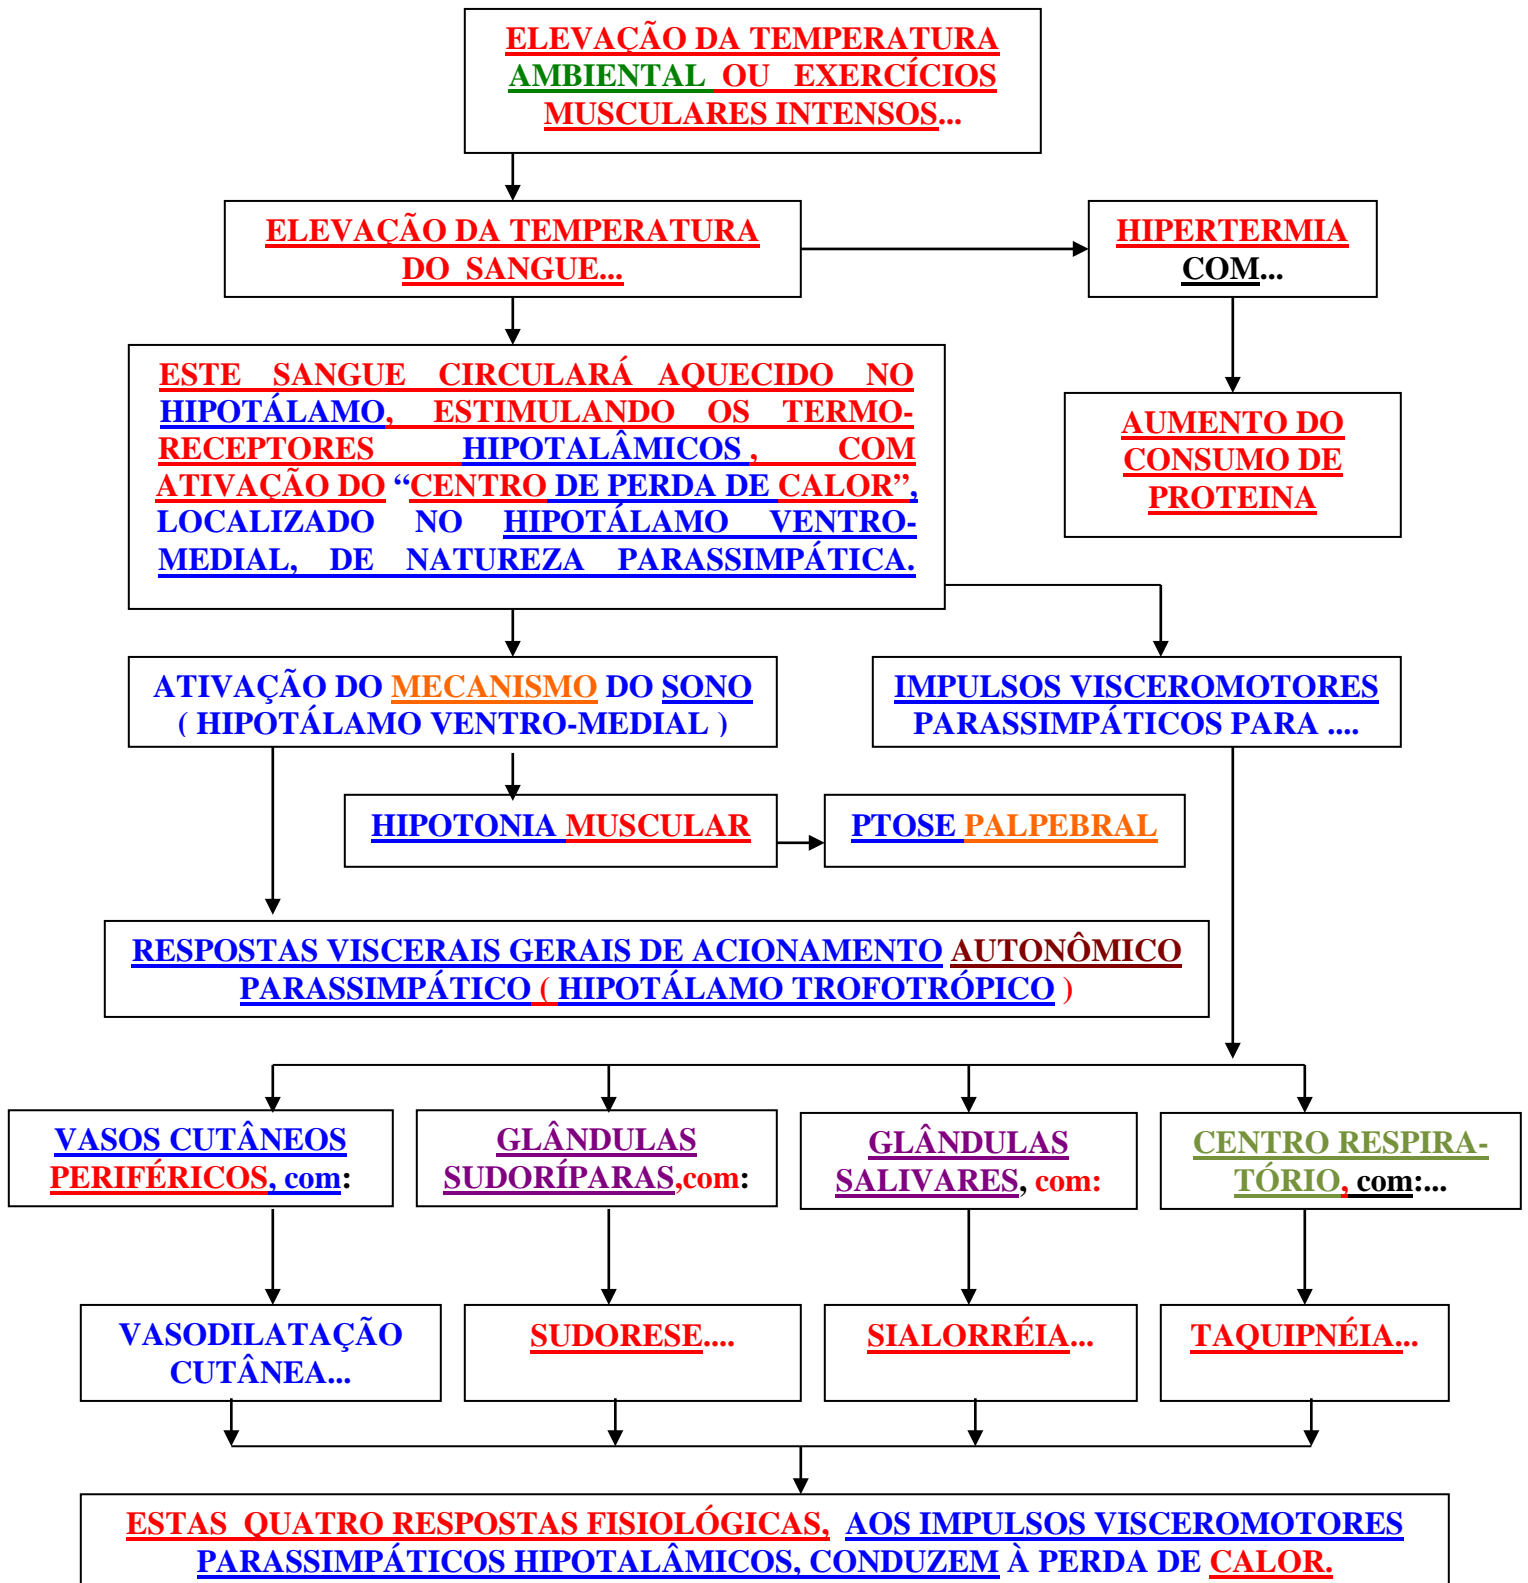 ELEVAÇÃO DA TEMPERATURA
AMBIENTAL OU EXERCÍCIOS
MUSCULARES INTENSOS...
ELEVAÇÃO DA TEMPERATURA
DO SANGUE...
HIPERTERMIA
COM...
ESTE SANGUE CIRCULARÁ AQUECIDO NO
HIPOTÁLAMO, ESTIMULANDO OS TERMO-
RECEPTORES HIPOTALÂMICOS , COM
ATIVAÇÃO DO “CENTRO DE PERDA DE CALOR”,
LOCALIZADO NO HIPOTÁLAMO VENTRO-
MEDIAL, DE NATUREZA PARASSIMPÁTICA.
AUMENTO DO
CONSUMO DE
PROTEINA
ATIVAÇÃO DO MECANISMO DO SONO
( HIPOTÁLAMO VENTRO-MEDIAL )
IMPULSOS VISCEROMOTORES
PARASSIMPÁTICOS PARA ....
HIPOTONIA MUSCULAR
PTOSE PALPEBRAL
RESPOSTAS VISCERAIS GERAIS DE ACIONAMENTO AUTONÔMICO
PARASSIMPÁTICO ( HIPOTÁLAMO TROFOTRÓPICO )
VASOS CUTÂNEOS
PERIFÉRICOS, com:
GLÂNDULAS
SUDORÍPARAS,com:
GLÂNDULAS
SALIVARES, com:
CENTRO RESPIRA-
TÓRIO, com:...
VASODILATAÇÃO
CUTÂNEA...
SUDORESE....
SIALORRÉIA...
TAQUIPNÉIA...
ESTAS QUATRO RESPOSTAS FISIOLÓGICAS, AOS IMPULSOS VISCEROMOTORES
PARASSIMPÁTICOS HIPOTALÂMICOS, CONDUZEM À PERDA DE CALOR.